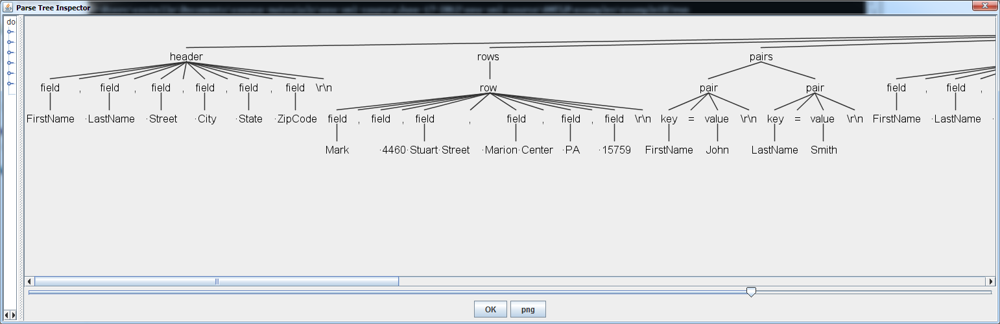 Parse Tree Inspector
do
header rows pairs
field , field , field , field , field , field \r\n row pair pair field , field ,
FirstName ·LastName ·Street ·City ·State ·ZipCode field , field , field , field , field , field \r\n key = value \r\n key = value \r\n FirstName ·LastName ·
Mark ·4460·Stuart·Street ·Marion·Center ·PA ·15759 FirstName John LastName Smith
OK png